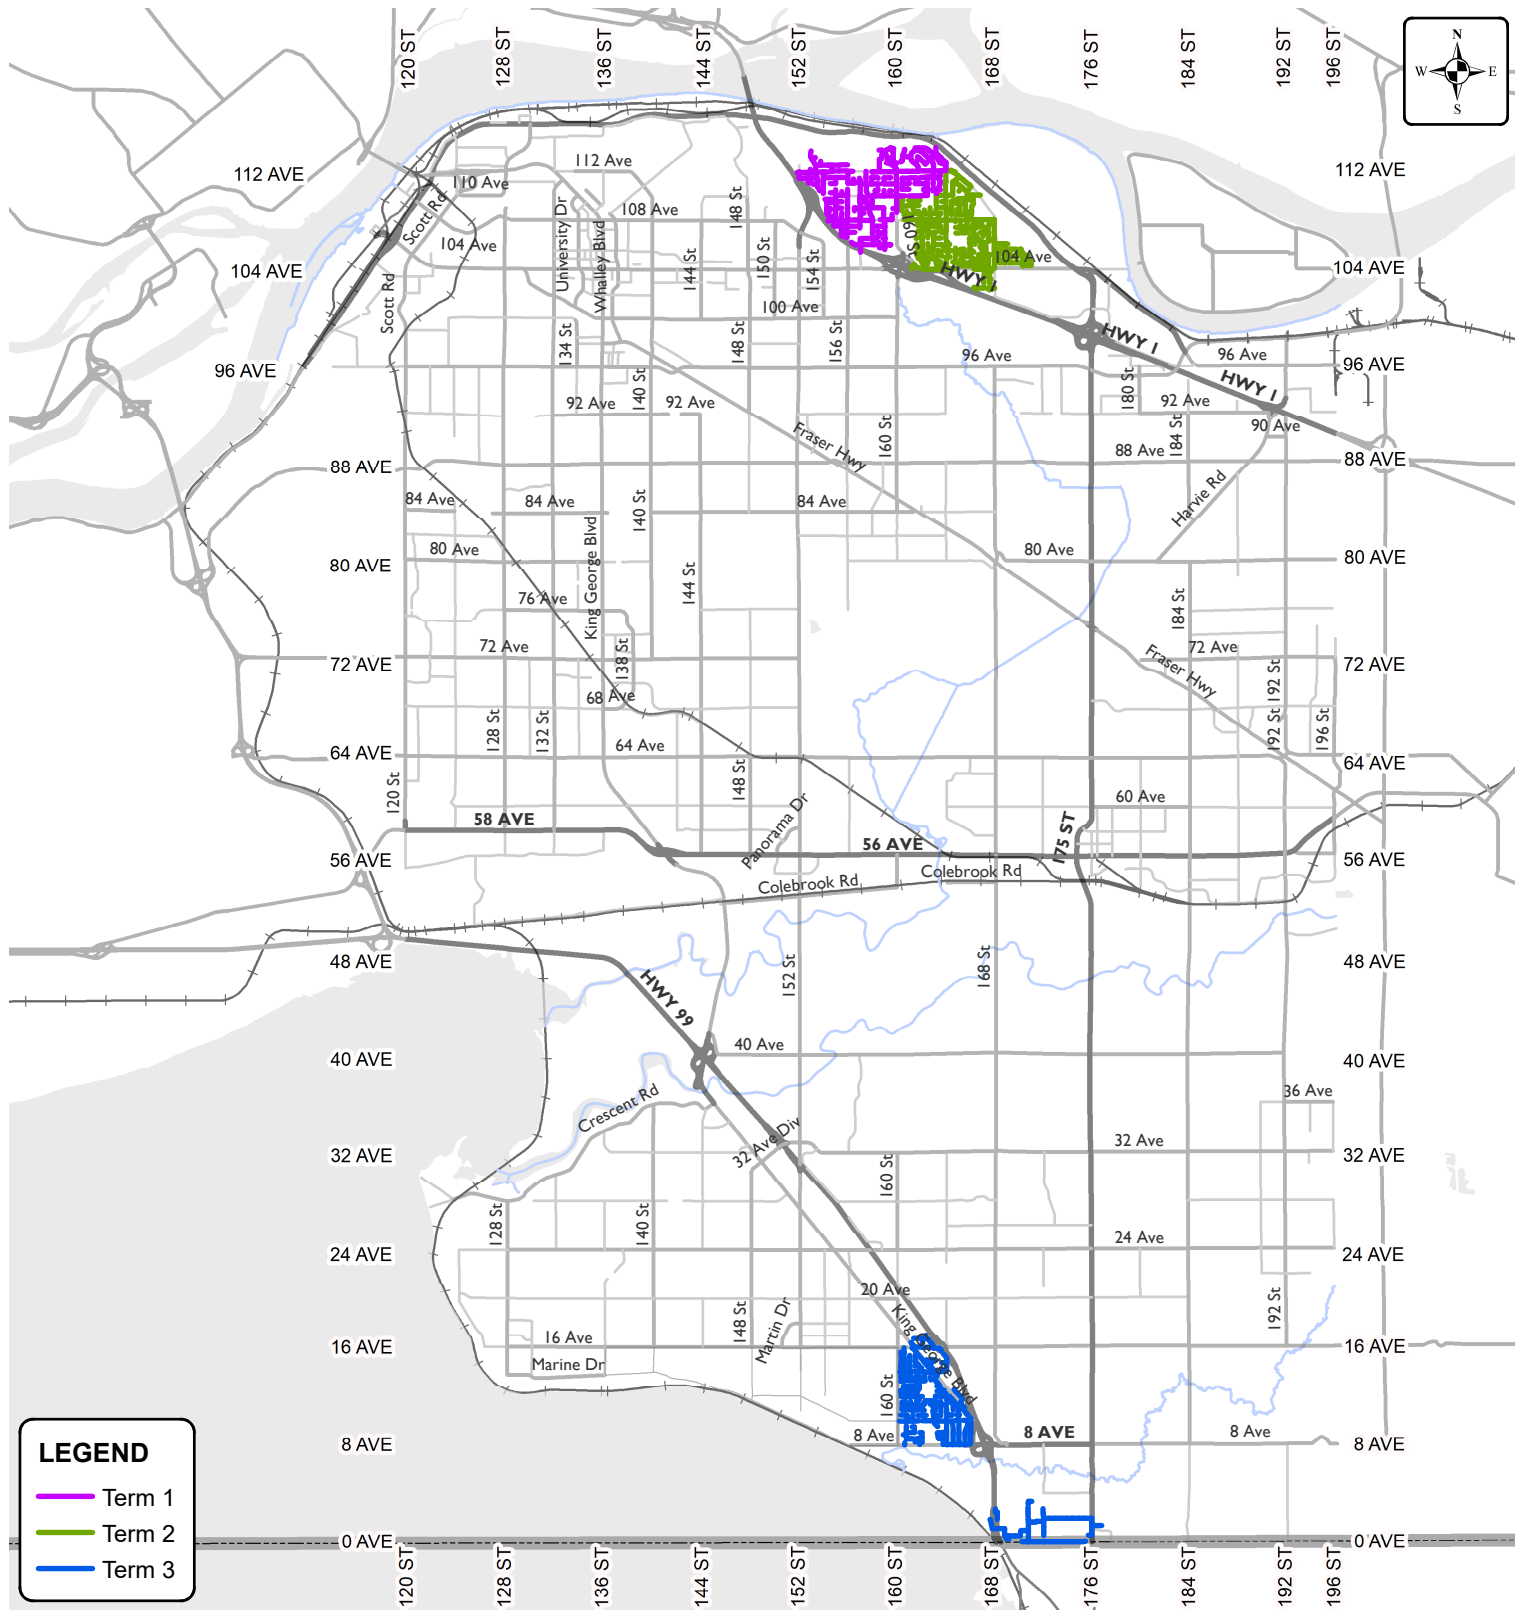 120 ST
128 ST
136 ST
144 ST
152 ST
160 ST
168 ST
176 ST
184 ST
192 ST
196 ST
N
W
E
S
112 AVE
112 Ave
112 AVE
110 Ave
Scott Rd
148 St
108 Ave
University Dr
Whalley Blvd
160 St
104 Ave
150 St
154 St
144 St
104 Ave
104 AVE
104 AVE
HWY 1
Scott Rd
100 Ave
134 St
148 St
156 St
HWY 1
96 Ave
96 Ave
96 AVE
96 AVE
140 St
180 St
HWY 1
92 Ave
92 Ave
92 Ave
90 Ave
Fraser Hwy
160 St
184 St
88 Ave
88 AVE
88 AVE
84 Ave
84 Ave
140 St
84 Ave
Harvie Rd
80 Ave
King George Blvd
80 Ave
80 AVE
80 AVE
144 St
76 Ave
184 St
72 Ave
138 St
72 Ave
72 AVE
72 AVE
Fraser Hwy
192 St
68 Ave
128 St
132 St
192 St
196 St
64 Ave
64 AVE
64 AVE
148 St
120 St
60 Ave
58 AVE
Panorama Dr
56 AVE
175 ST
56 AVE
56 AVE
Colebrook Rd
Colebrook Rd
48 AVE
152 St
168 St
48 AVE
HWY 99
40 Ave
40 AVE
40 AVE
36 Ave
Crescent Rd
32 Ave Div
32 Ave
32 AVE
32 AVE
160 St
128 St
140 St
24 Ave
24 AVE
24 AVE
20 Ave
148 St
Martin Dr
King George Blvd
192 St
16 Ave
16 AVE
16 AVE
Marine Dr
160 St
8 Ave
8 AVE
8 Ave
8 AVE
8 AVE
LEGEND
Term 1
Term 2
Term 3
0 AVE
0 AVE
120 ST
128 ST
136 ST
144 ST
152 ST
160 ST
168 ST
176 ST
184 ST
192 ST
196 ST